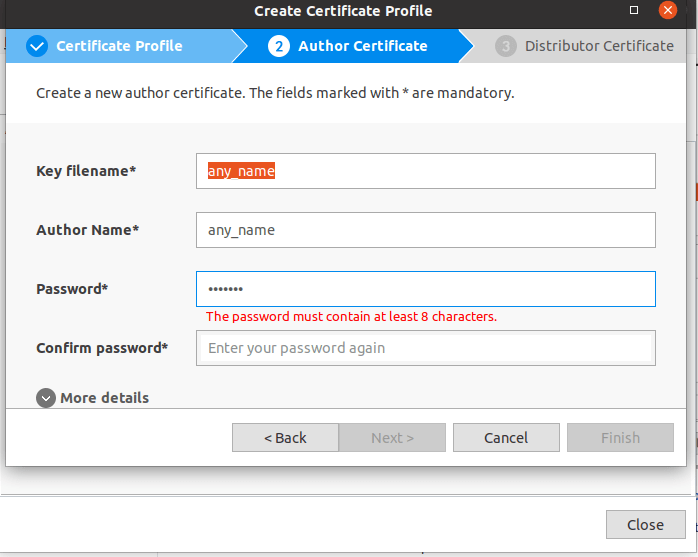 Create Certificate Profile
Certificate Profile 2 Author Certificate 3 Distributor Certificate
Create a new author certificate. The fields marked with * are mandatory.
Key filename* any_name
Author Name* any_name
Password* •••••••
The password must contain at least 8 characters.
Confirm password* Enter your password again
More details
< Back Next > Cancel Finish
Close